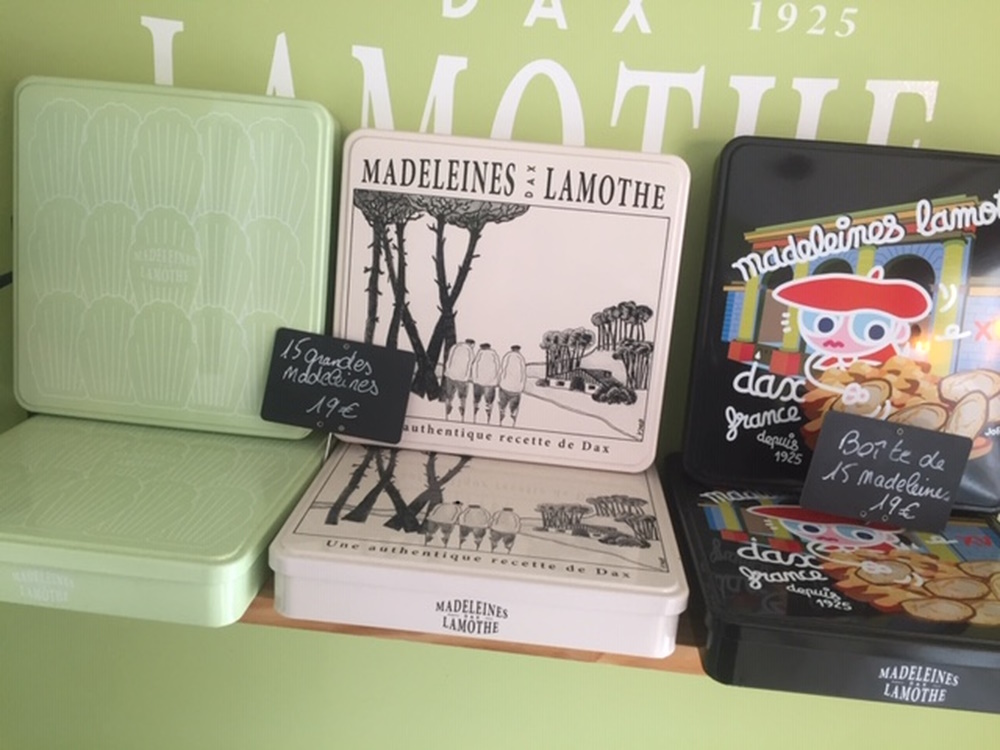 DAX 1925
LAMOTHE
MADELEINES
LAMOTHE
MADELEINES DAX LAMOTHE
authentique recette de Dax
15 grandes
madeleines
19€
madeleines lamot
dax
france
depuis
1925
Boîte de
15 madeleines
19€
Une authentique recette de Dax
dax
france
depuis
1925
MADELEINES
LAMOTHE
MADELEINES
DAX
LAMOTHE
MADELEINES
DAX
LAMOTHE